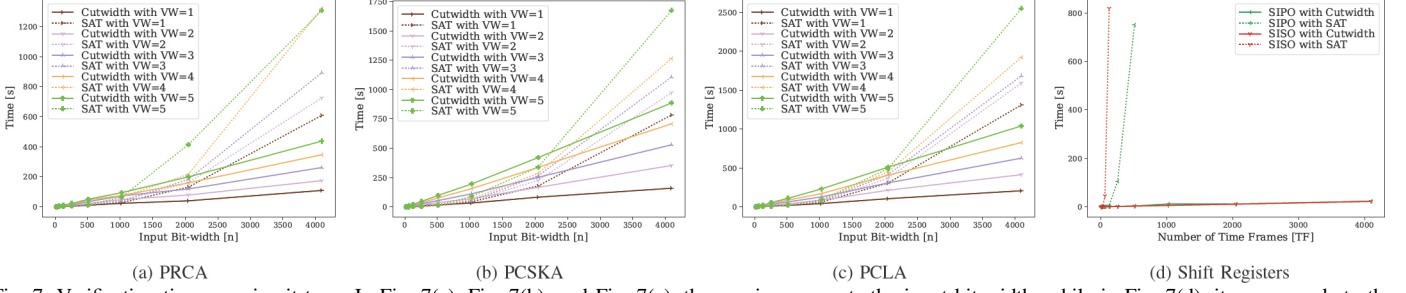 1200
1000
800
600
400
200
0
Time [s]
0 500 1000 1500 2000 2500 3000 3500 4000
Input Bit-width [n]
Cutwidth with VW=1
SAT with VW=1
Cutwidth with VW=2
SAT with VW=2
Cutwidth with VW=3
SAT with VW=3
Cutwidth with VW=4
SAT with VW=4
Cutwidth with VW=5
SAT with VW=5
(a) PRCA
1750
1500
1250
1000
750
500
250
0
Time [s]
0 500 1000 1500 2000 2500 3000 3500 4000
Input Bit-width [n]
Cutwidth with VW=1
SAT with VW=1
Cutwidth with VW=2
SAT with VW=2
Cutwidth with VW=3
SAT with VW=3
Cutwidth with VW=4
SAT with VW=4
Cutwidth with VW=5
SAT with VW=5
(b) PCSKA
2500
2000
1500
1000
500
0
Time [s]
0 500 1000 1500 2000 2500 3000 3500 4000
Input Bit-width [n]
Cutwidth with VW=1
SAT with VW=1
Cutwidth with VW=2
SAT with VW=2
Cutwidth with VW=3
SAT with VW=3
Cutwidth with VW=4
SAT with VW=4
Cutwidth with VW=5
SAT with VW=5
(c) PCLA
800
600
400
200
0
Time [s]
0 1000 2000 3000 4000
Number of Time Frames [TF]
SIPO with Cutwidth
SIPO with SAT
SISO with Cutwidth
SISO with SAT
(d) Shift Registers